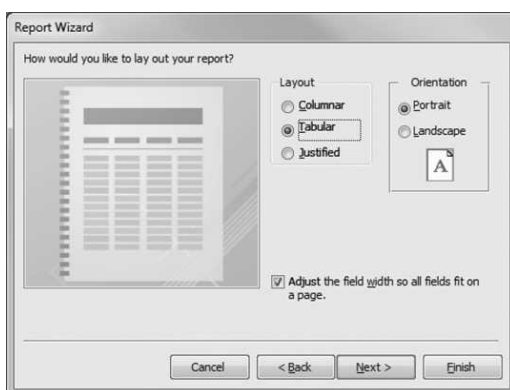 Report Wizard
How would you like to lay out your report?
Layout
Columnar
Tabular
Justified
Orientation
Portrait
Landscape
A
Adjust the field width so all fields fit on
a page.
Cancel
< Back
Next >
Finish